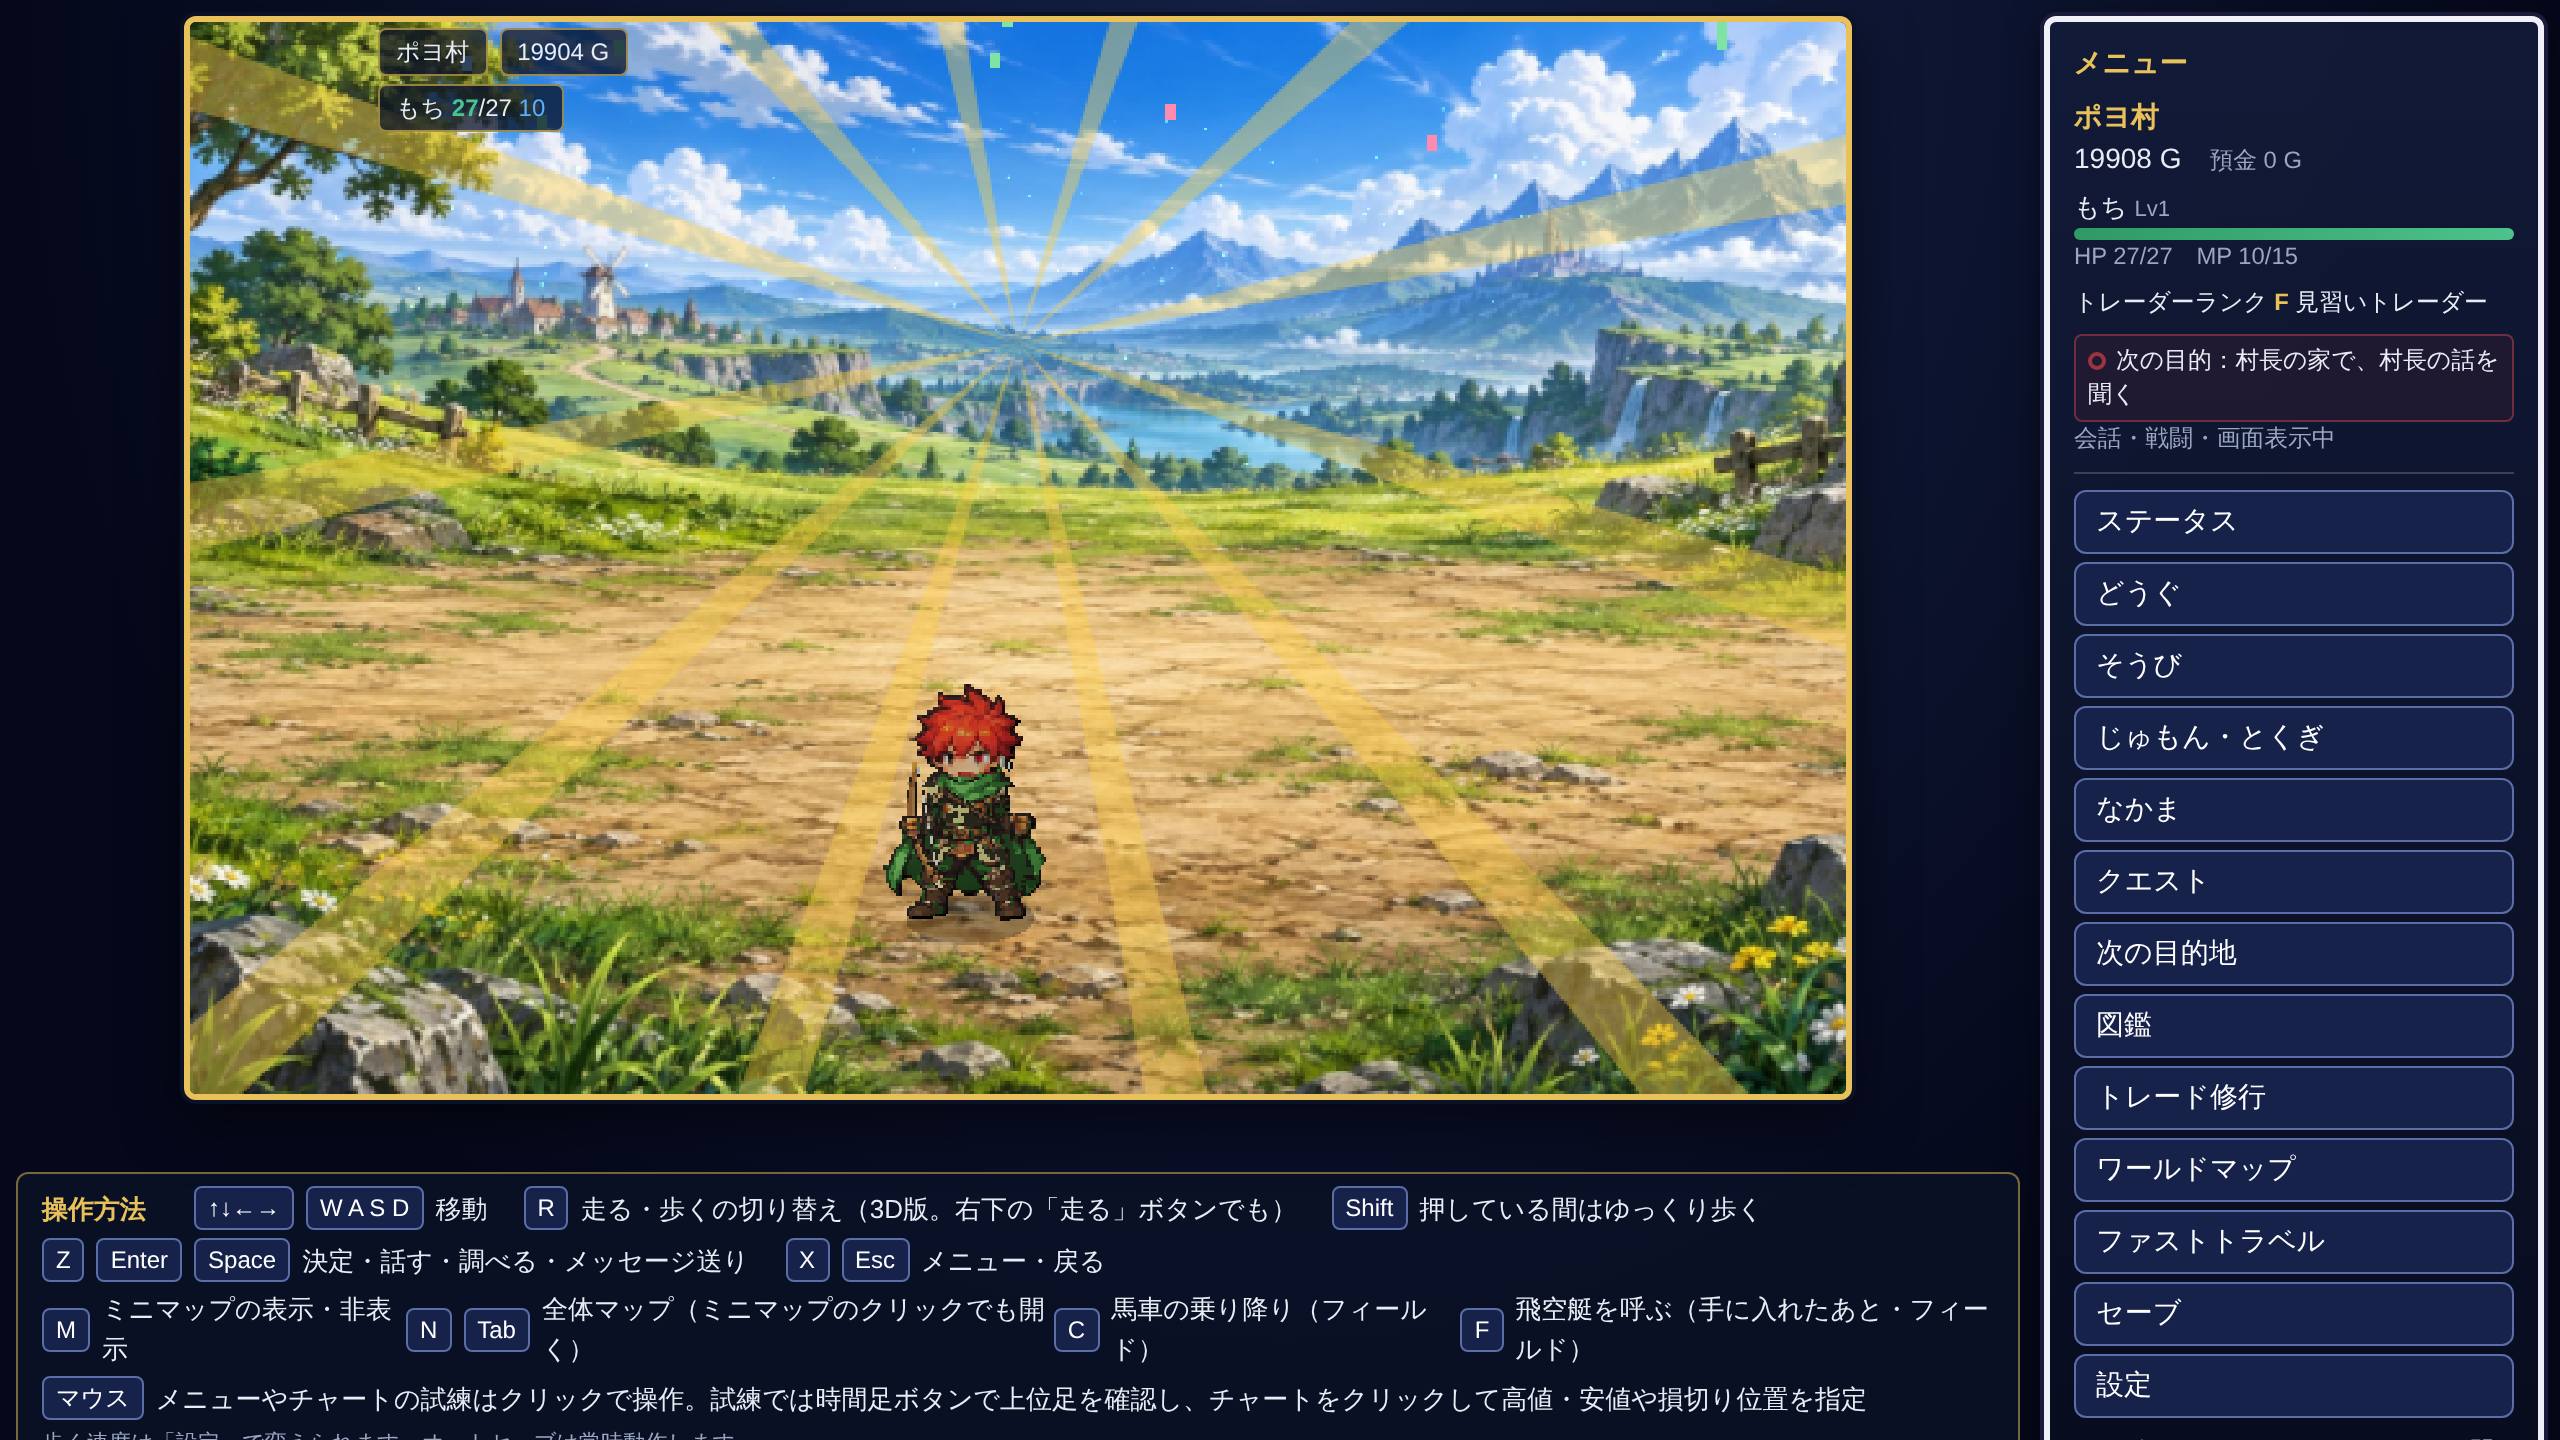 ポヨ村 19904 G
もち 27/27 10
メニュー
ポヨ村
19908 G 預金 0 G
もち Lv1
HP 27/27 MP 10/15
トレーダーランク F 見習いトレーダー
次の目的：村長の家で、村長の話を
聞く
会話・戦闘・画面表示中
ステータス
どうぐ
そうび
じゅもん・とくぎ
なかま
クエスト
次の目的地
図鑑
トレード修行
ワールドマップ
ファストトラベル
セーブ
設定
操作方法 ↑↓←→ W A S D 移動 R 走る・歩くの切り替え（3D版。右下の「走る」ボタンでも） Shift 押している間はゆっくり歩く
Z Enter Space 決定・話す・調べる・メッセージ送り X Esc メニュー・戻る
M ミニマップの表示・非表示 N Tab 全体マップ（ミニマップのクリックでも開く） C 馬車の乗り降り（フィールド） F 飛空艇を呼ぶ（手に入れたあと・フィールド）
マウス メニューやチャートの試練はクリックで操作。試練では時間足ボタンで上位足を確認し、チャートをクリックして高値・安値や損切り位置を指定